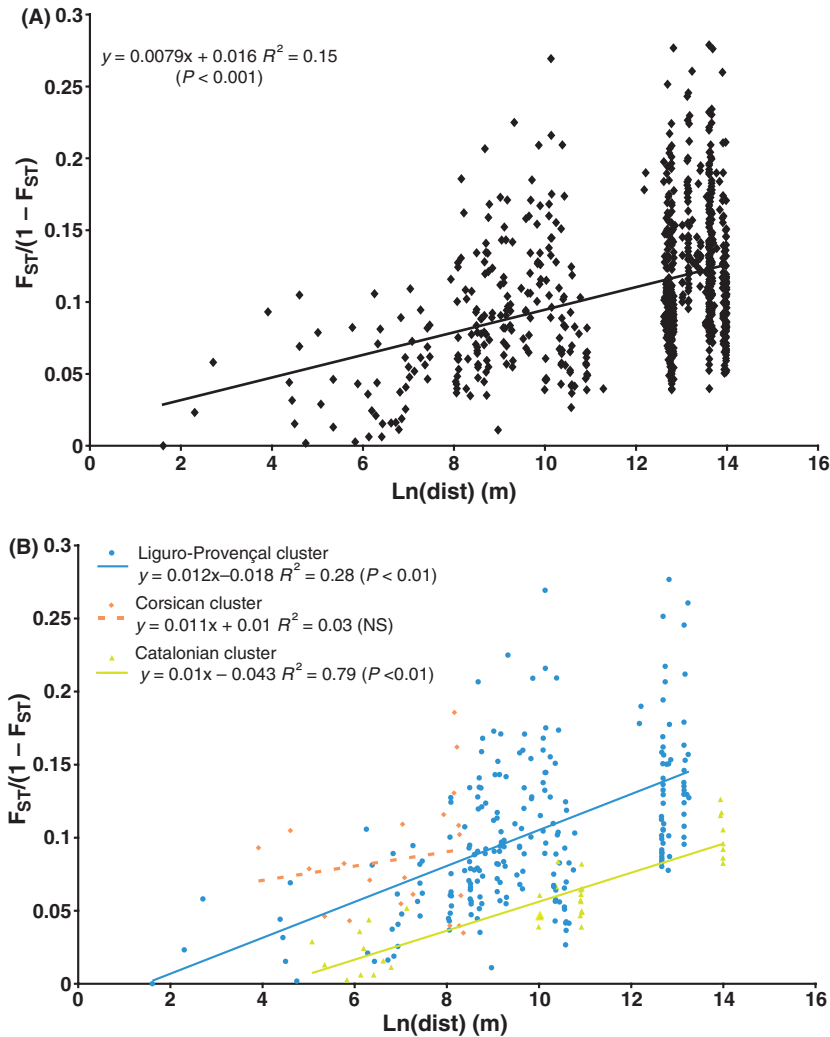 (A)
0.3
y = 0.0079x + 0.016 R² = 0.15
(P < 0.001)
0.25
0.2
0.15
0.1
0.05
0
F_ST/(1 – F_ST)
0 2 4 6 8 10 12 14 16
Ln(dist) (m)
(B)
0.3
Liguro-Provençal cluster
y = 0.012x–0.018 R² = 0.28 (P < 0.01)
Corsican cluster
y = 0.011x + 0.01 R² = 0.03 (NS)
Catalonian cluster
y = 0.01x – 0.043 R² = 0.79 (P <0.01)
0.25
0.2
0.15
0.1
0.05
0
F_ST/(1 – F_ST)
0 2 4 6 8 10 12 14 16
Ln(dist) (m)